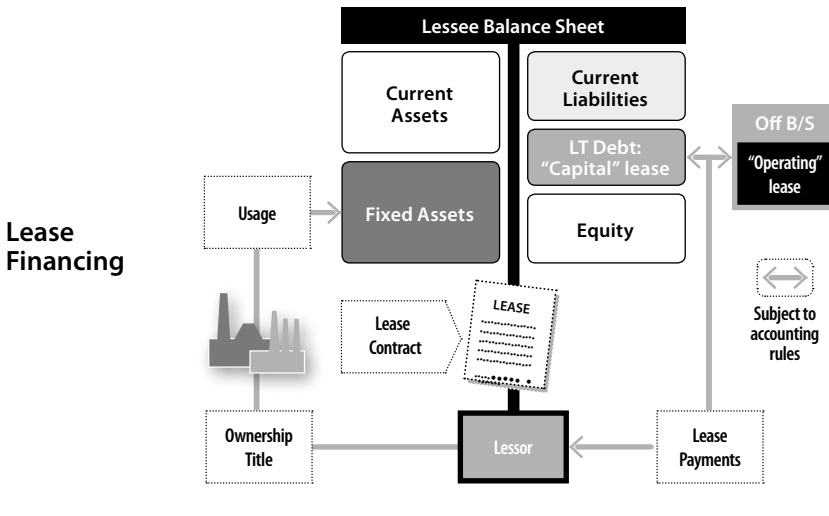 Lessee Balance Sheet
Current
Assets
Current
Liabilities
LT Debt:
"Capital" lease
Off B/S
"Operating"
lease
Usage
Fixed Assets
Equity
Lease
Financing
LEASE
Lease
Contract
Subject to
accounting
rules
Ownership
Title
Lessor
Lease
Payments